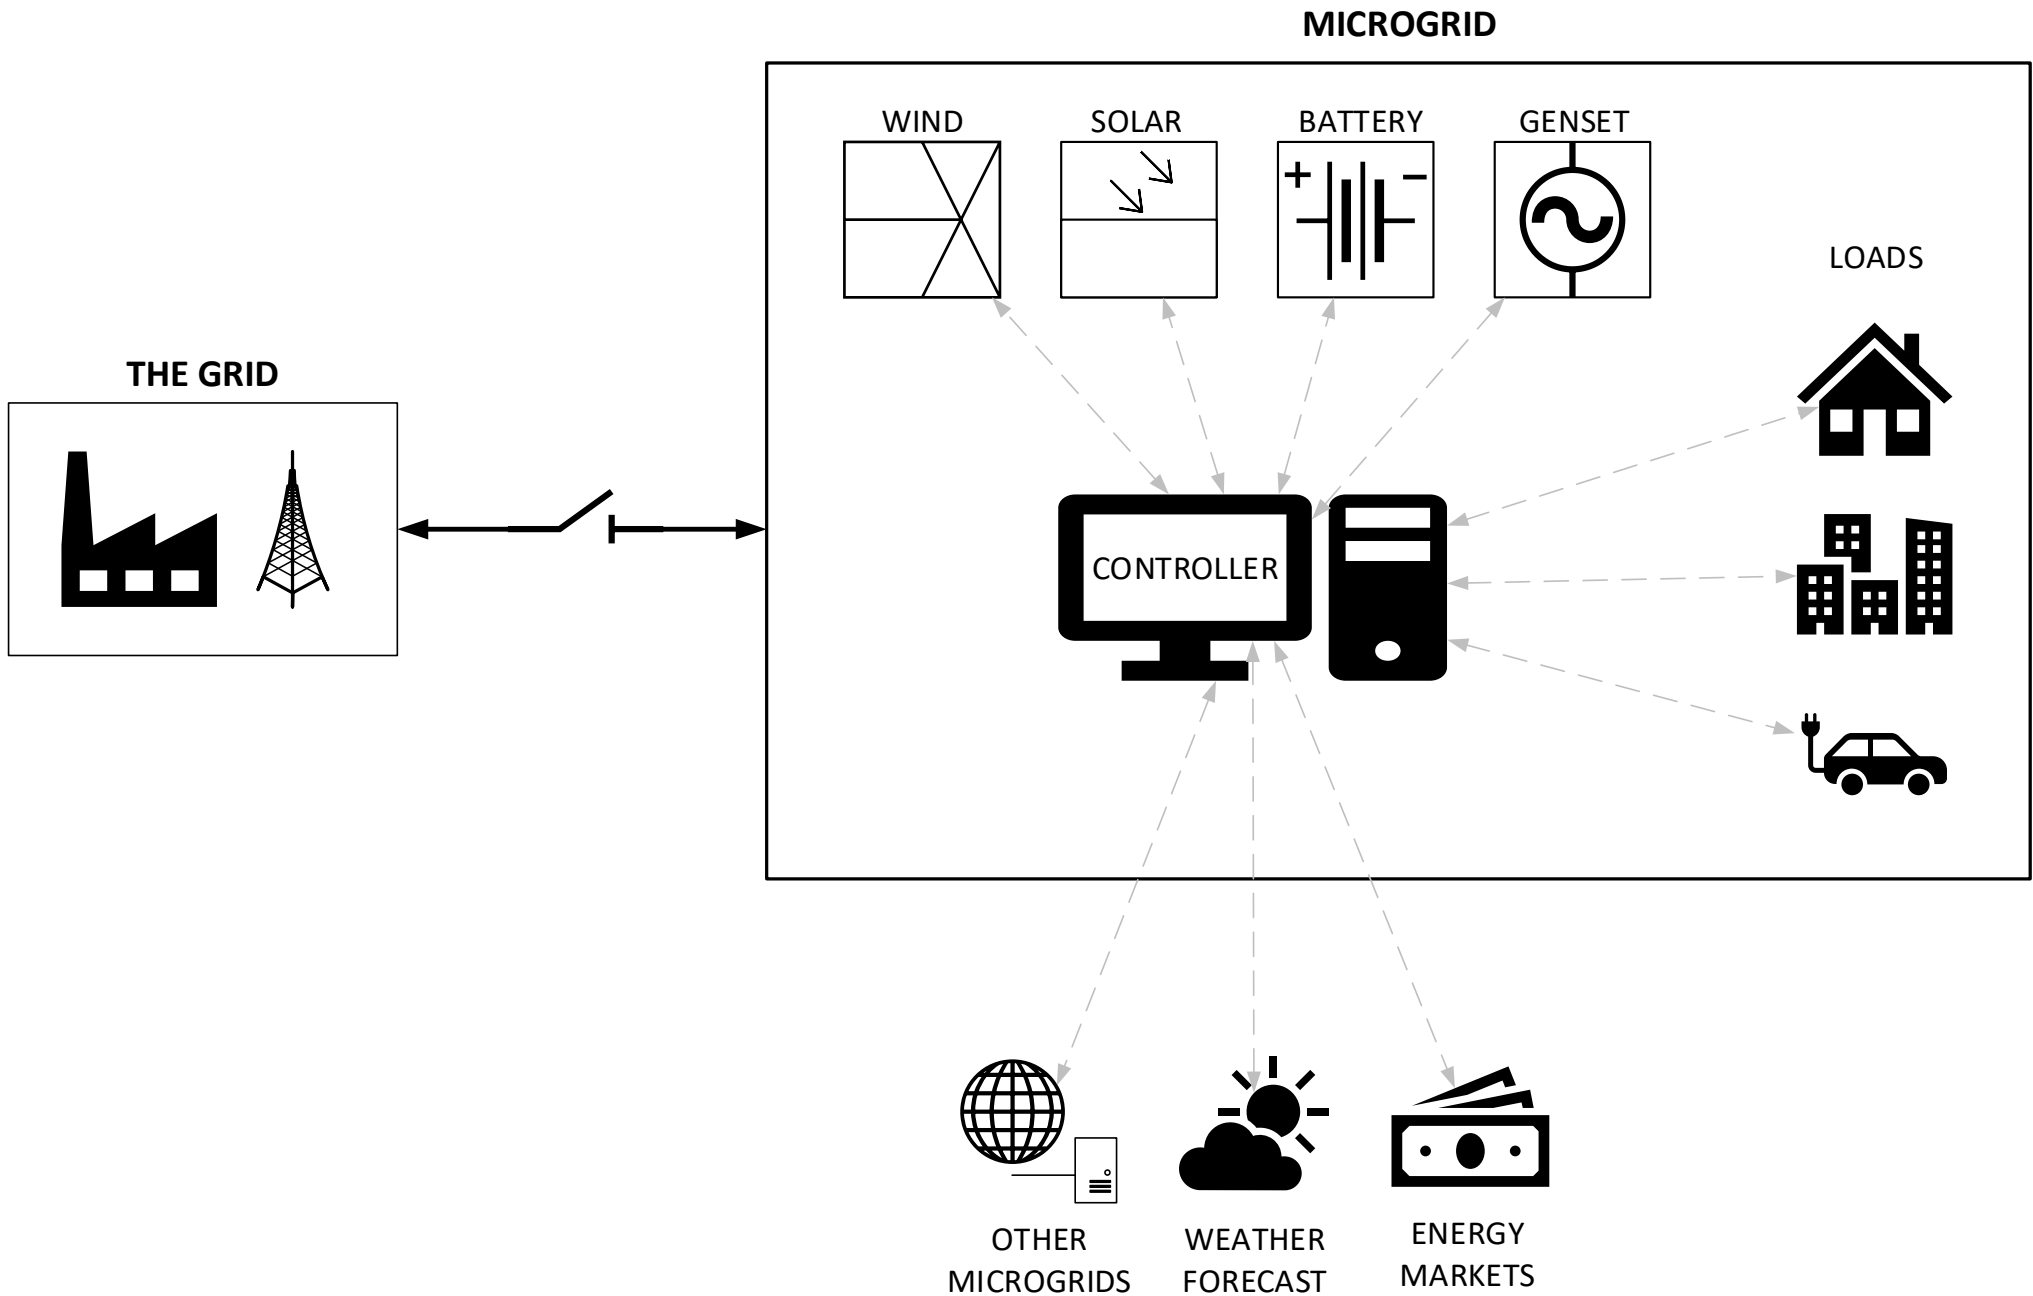 MICROGRID
WIND
SOLAR
BATTERY
GENSET
LOADS
THE GRID
CONTROLLER
OTHER
MICROGRIDS
WEATHER
FORECAST
ENERGY
MARKETS